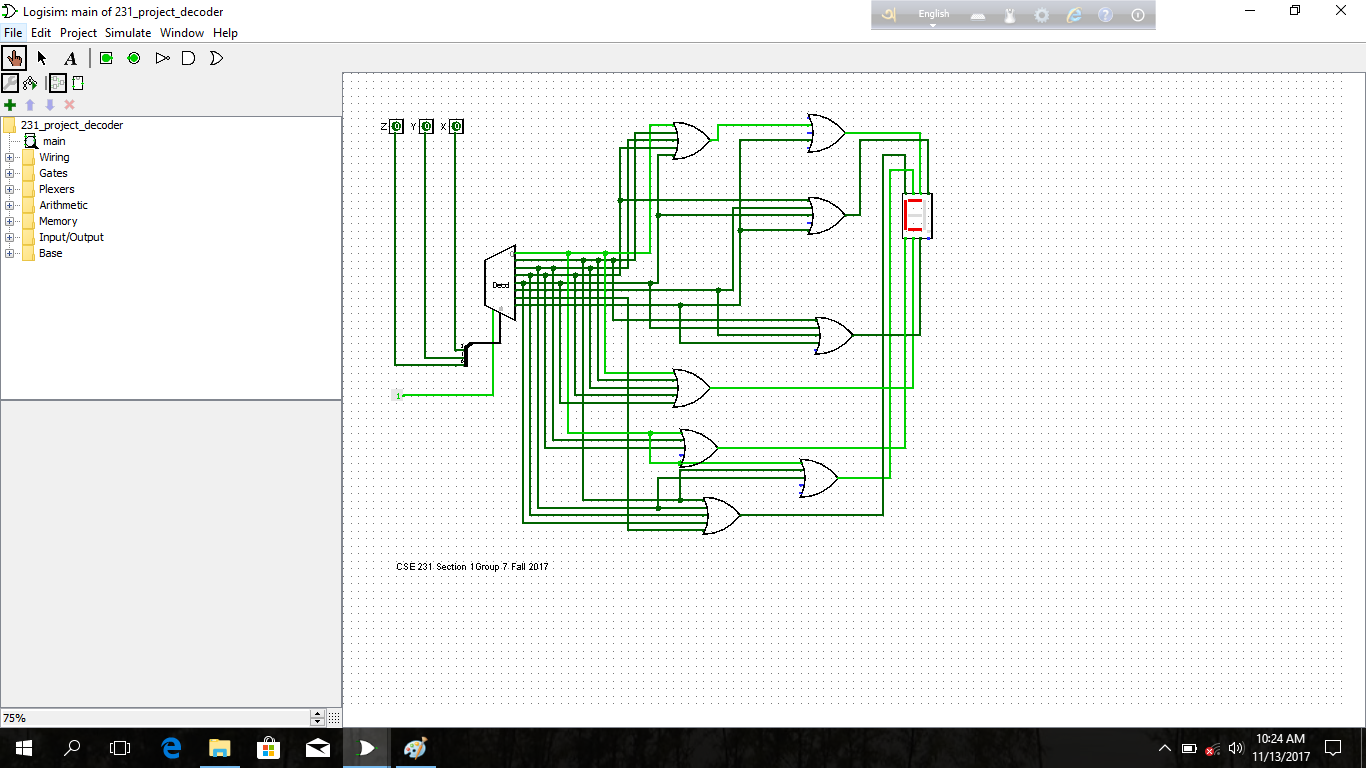 Logisim: main of 231_project_decoder
English
File Edit Project Simulate Window Help
A
231_project_decoder
main
Wiring
Gates
Plexers
Arithmetic
Memory
Input/Output
Base
Z 0 Y 0 X 0
0
Decd
1
CSE 231 Section 1Group 7 Fall 2017
75%
10:24 AM
11/13/2017